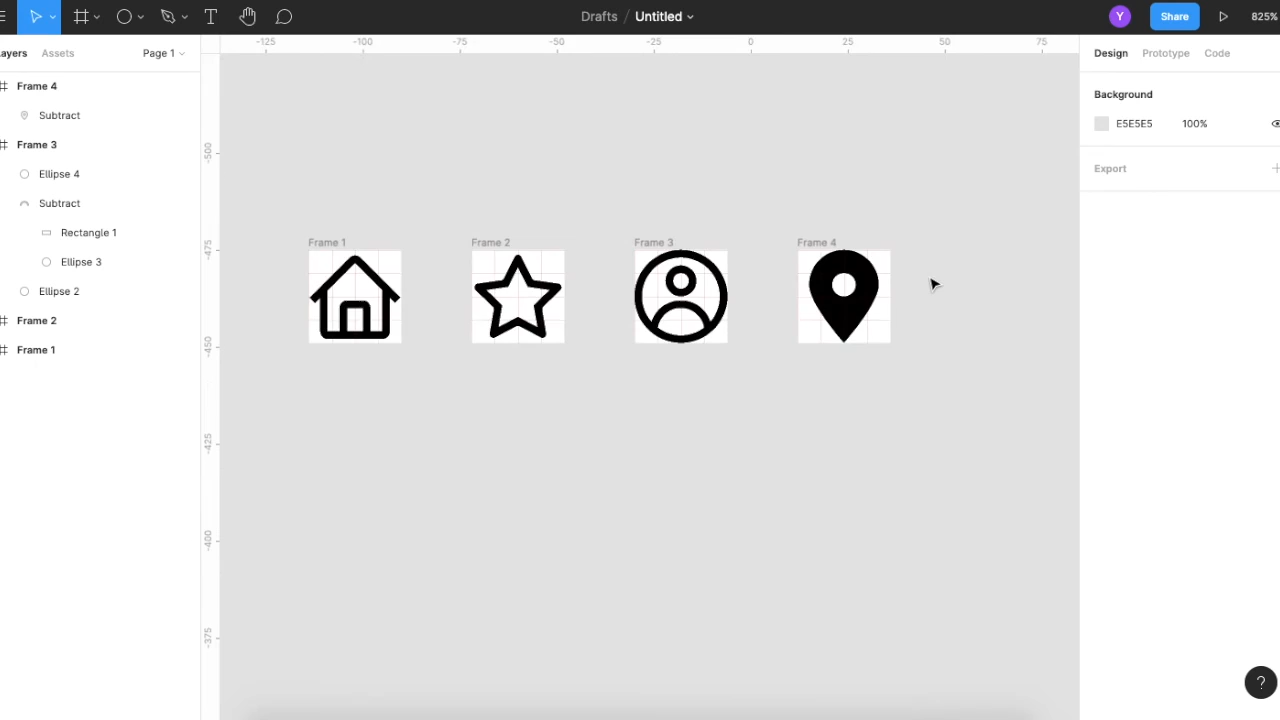 Drafts / Untitled
Y
Share
825%
ayers
Assets
Page 1
Design
Prototype
Code
-125
-100
-75
-50
-25
0
25
50
75
Frame 4
Subtract
Frame 3
Ellipse 4
Subtract
Rectangle 1
Ellipse 3
Ellipse 2
Frame 2
Frame 1
-500
-475
-450
-425
-400
-375
Frame 1
Frame 2
Frame 3
Frame 4
Background
E5E5E5
100%
Export
?